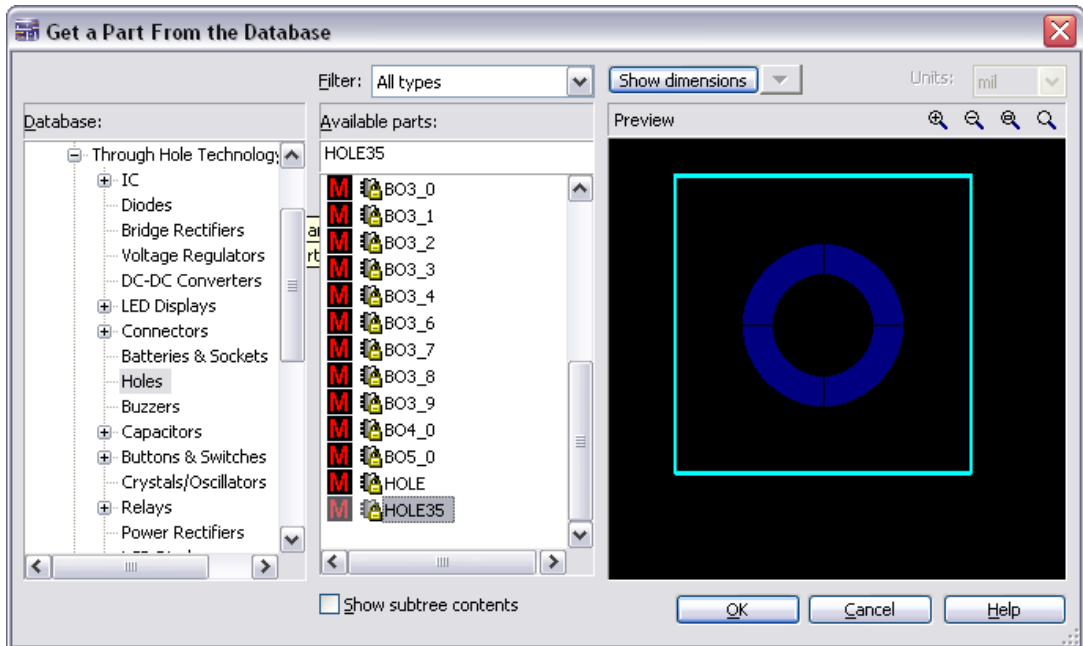 Get a Part From the Database
Filter: All types
Show dimensions
Units: mil
Database:
Available parts:
Preview
Through Hole Technology
IC
Diodes
Bridge Rectifiers
Voltage Regulators
DC-DC Converters
LED Displays
Connectors
Batteries & Sockets
Holes
Buzzers
Capacitors
Buttons & Switches
Crystals/Oscillators
Relays
Power Rectifiers
HOLE35
M BO3_0
M BO3_1
M BO3_2
M BO3_3
M BO3_4
M BO3_6
M BO3_7
M BO3_8
M BO3_9
M BO4_0
M BO5_0
M HOLE
M HOLE35
Show subtree contents
OK
Cancel
Help